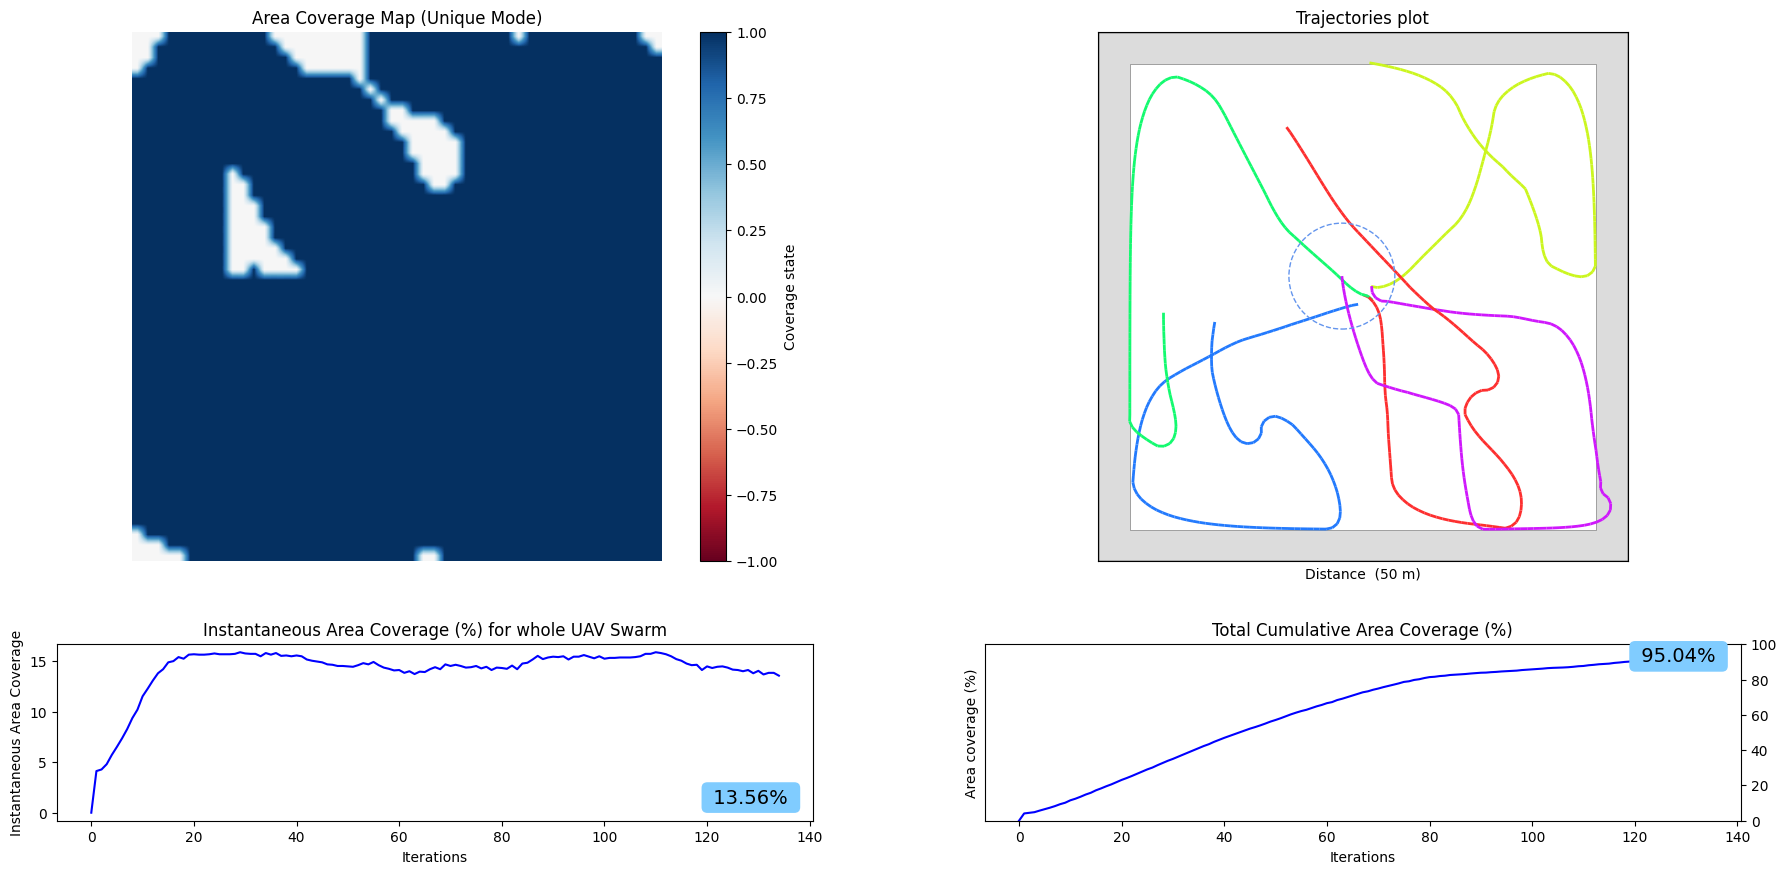 Area Coverage Map (Unique Mode)
1.00
0.75
0.50
0.25
0.00
−0.25
−0.50
−0.75
−1.00
Coverage state
Trajectories plot
Distance  (50 m)
Instantaneous Area Coverage (%) for whole UAV Swarm
Instantaneous Area Coverage
15
10
5
0
13.56%
0 20 40 60 80 100 120 140
Iterations
Total Cumulative Area Coverage (%)
Area coverage (%)
95.04%
100
80
60
40
20
0
0 20 40 60 80 100 120 140
Iterations